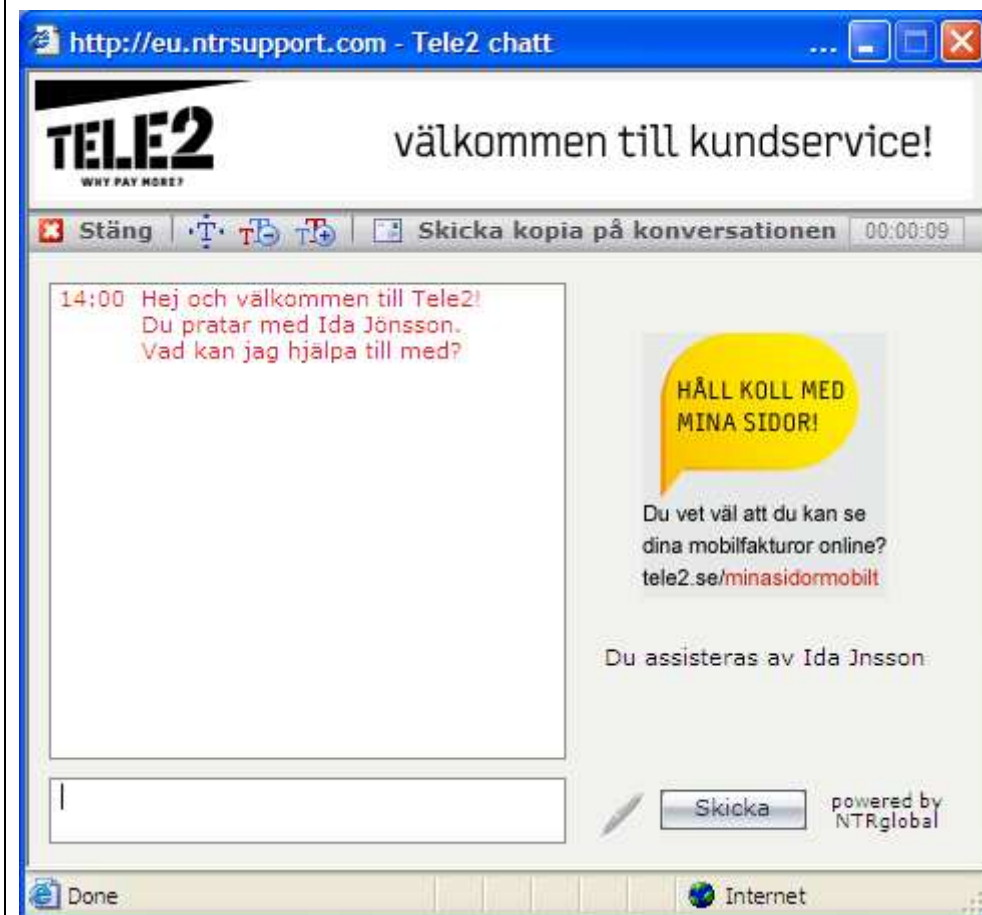 http://eu.ntrsupport.com - Tele2 chatt ...
TELE2
WHY PAY MORE?
välkommen till kundservice!
Stäng
Skicka kopia på konversationen
00:00:09
14:00 Hej och välkommen till Tele2!
Du pratar med Ida Jönsson.
Vad kan jag hjälpa till med?
HÅLL KOLL MED
MINA SIDOR!
Du vet väl att du kan se
dina mobilfakturor online?
tele2.se/minasidormobilt
Du assisteras av Ida Jnsson
Skicka
powered by
NTRglobal
Done
Internet